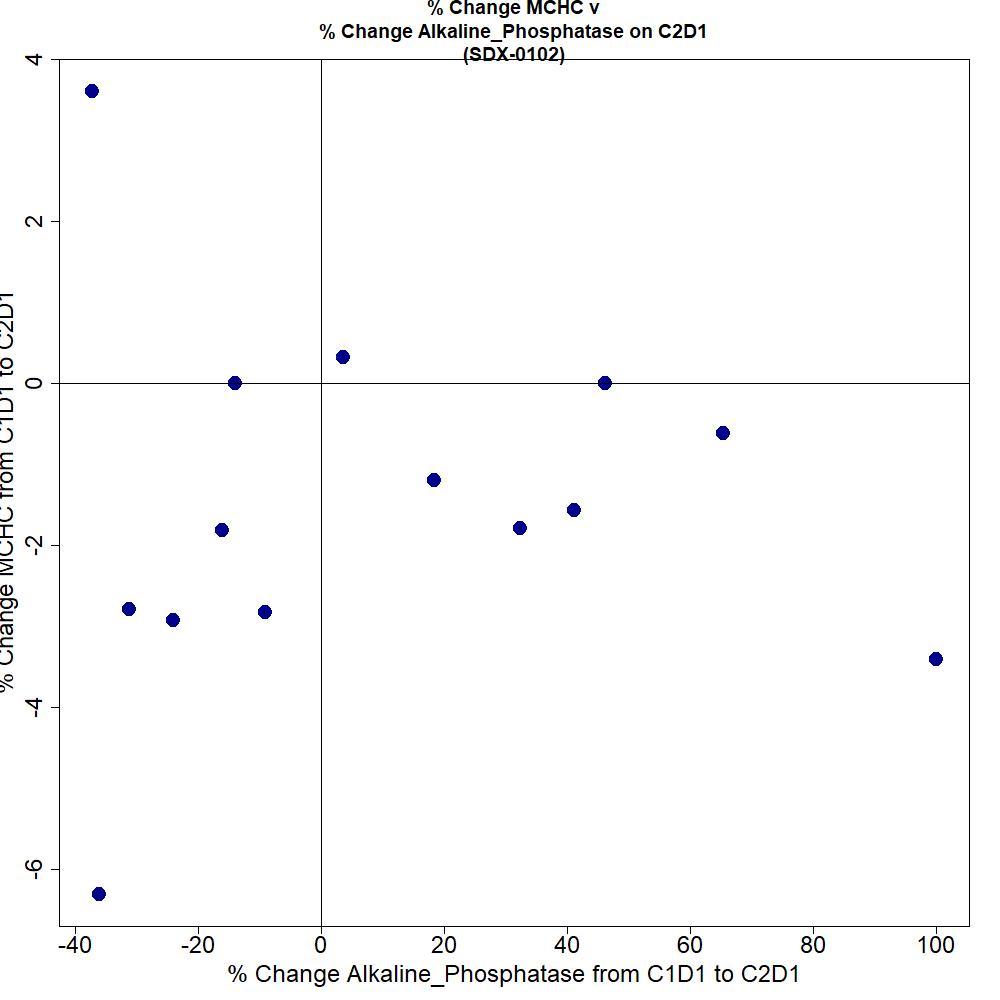 % Change MCHC v
% Change Alkaline_Phosphatase on C2D1
(SDX-0102)
% Change MCHC from C1D1 to C2D1
4
2
0
-2
-4
-6
-40 -20 0 20 40 60 80 100
% Change Alkaline_Phosphatase from C1D1 to C2D1